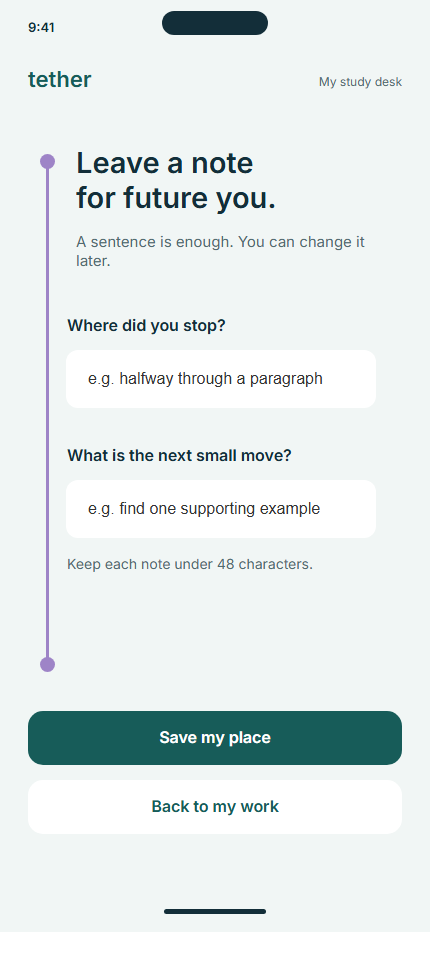 9:41
tether
My study desk
Leave a note
for future you.
A sentence is enough. You can change it
later.
Where did you stop?
e.g. halfway through a paragraph
What is the next small move?
e.g. find one supporting example
Keep each note under 48 characters.
Save my place
Back to my work